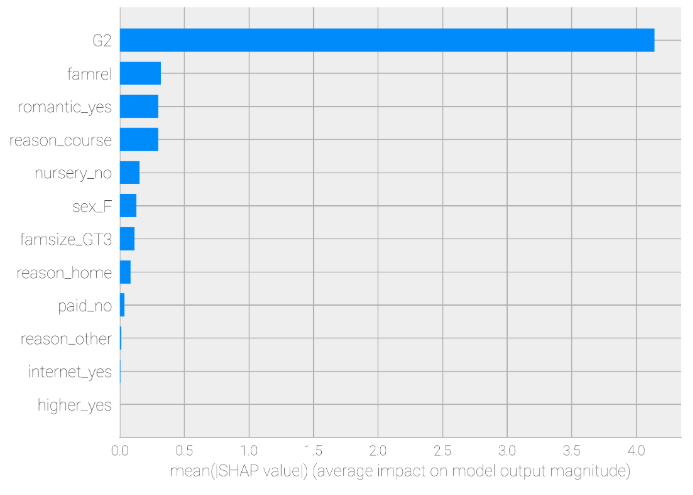 G2
famrel
romantic_yes
reason_course
nursery_no
sex_F
famsize_GT3
reason_home
paid_no
reason_other
internet_yes
higher_yes
0.0 0.5 1.0 1.5 2.0 2.5 3.0 3.5 4.0
mean(|SHAP value|) (average impact on model output magnitude)